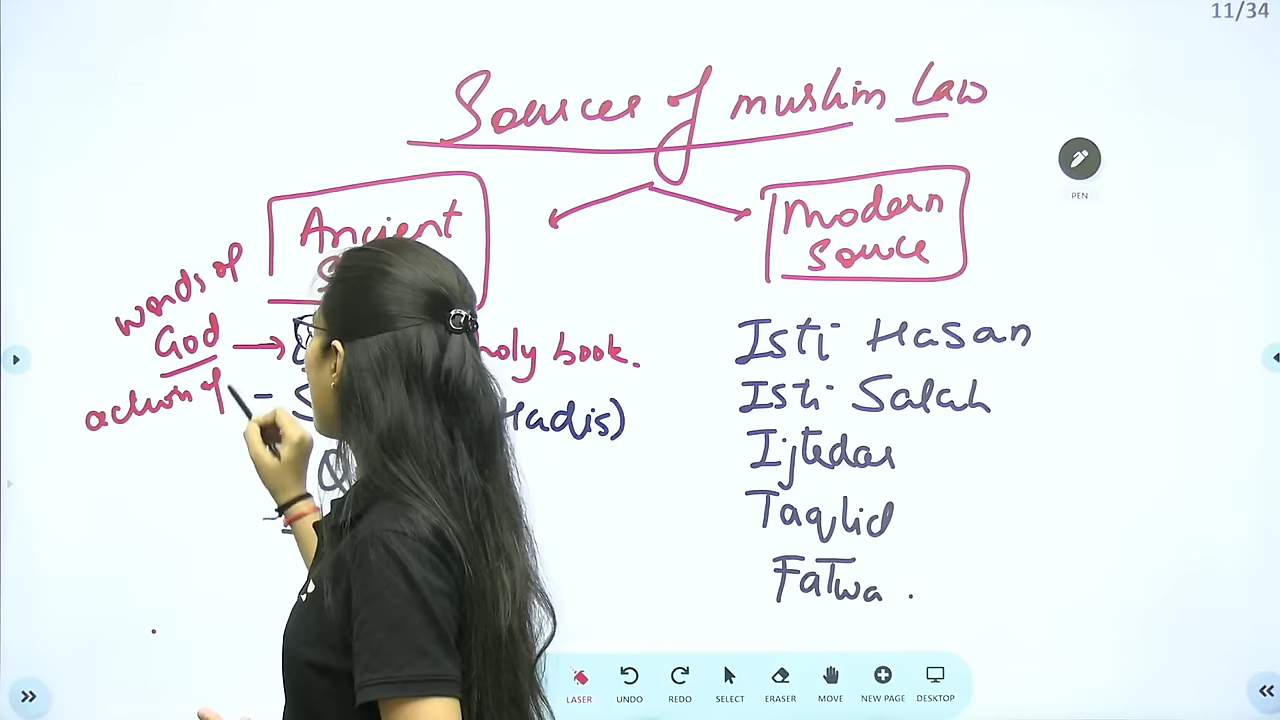 11/34
Sources of muslim Law
PEN
Ancient
Modern
Source
words of
God → holy book.
action of - S Hadis)
Q
Isti Hasan
Isti Salah
Ijtedar
Taqlid
Fatwa .
LASER UNDO REDO SELECT ERASER MOVE NEW PAGE DESKTOP